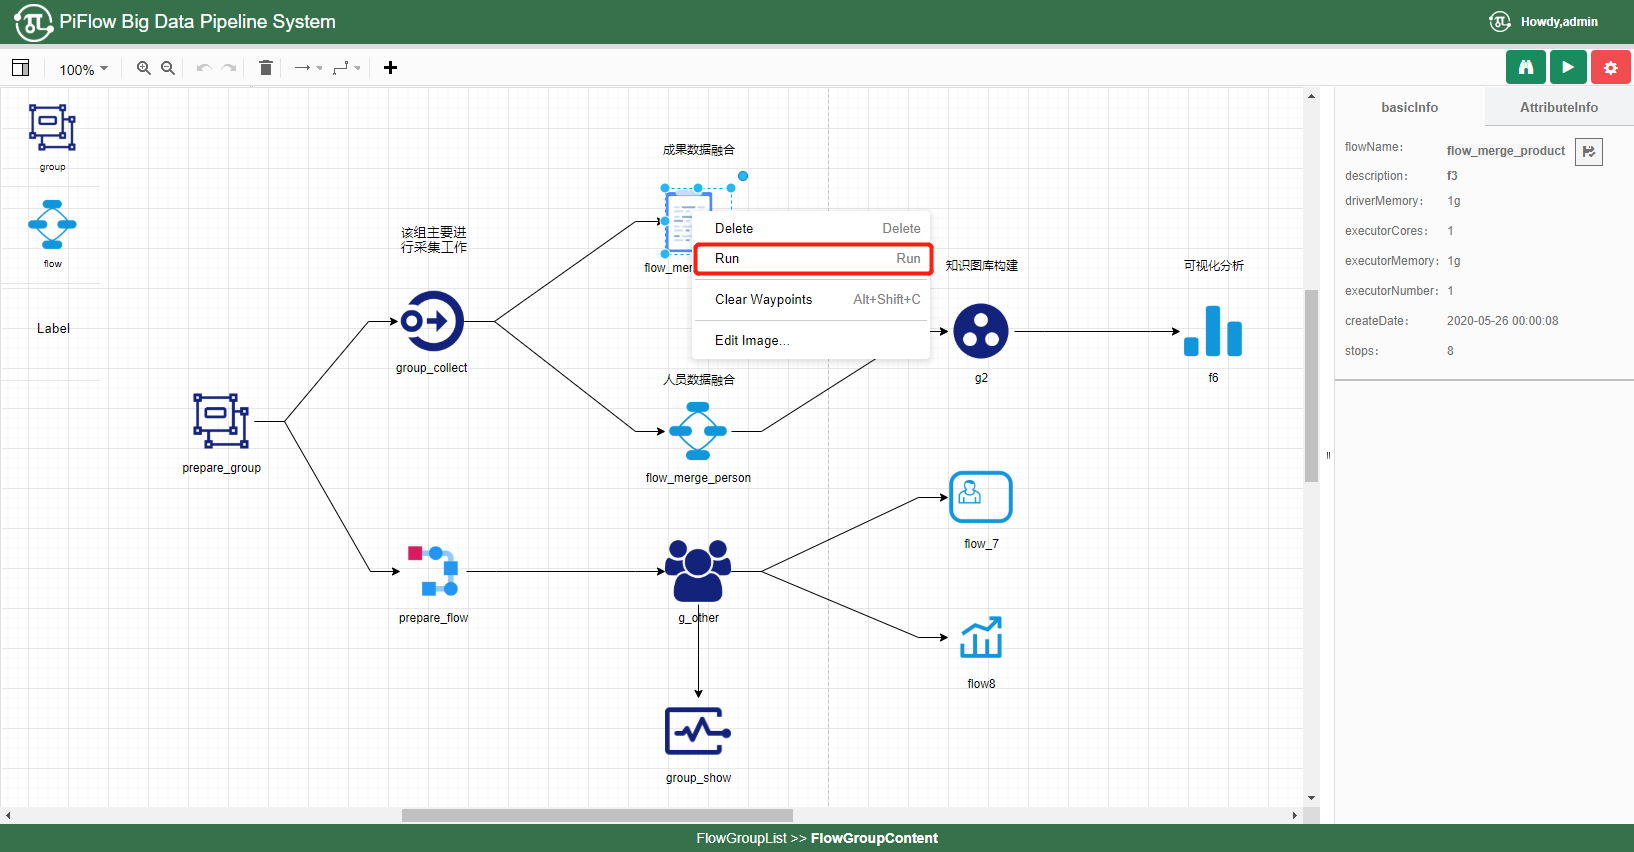 PiFlow Big Data Pipeline System
Howdy,admin
100%
group
flow
Label
成果数据融合
该组主要进
行采集工作
flow_mer
Delete Delete
Run Run
Clear Waypoints Alt+Shift+C
Edit Image...
知识图库构建
可视化分析
group_collect
人员数据融合
g2
f6
prepare_group
flow_merge_person
flow_7
prepare_flow
g_other
flow8
group_show
basicInfo
AttributeInfo
flowName: flow_merge_product
description: f3
driverMemory: 1g
executorCores: 1
executorMemory: 1g
executorNumber: 1
createDate: 2020-05-26 00:00:08
stops: 8
FlowGroupList >> FlowGroupContent